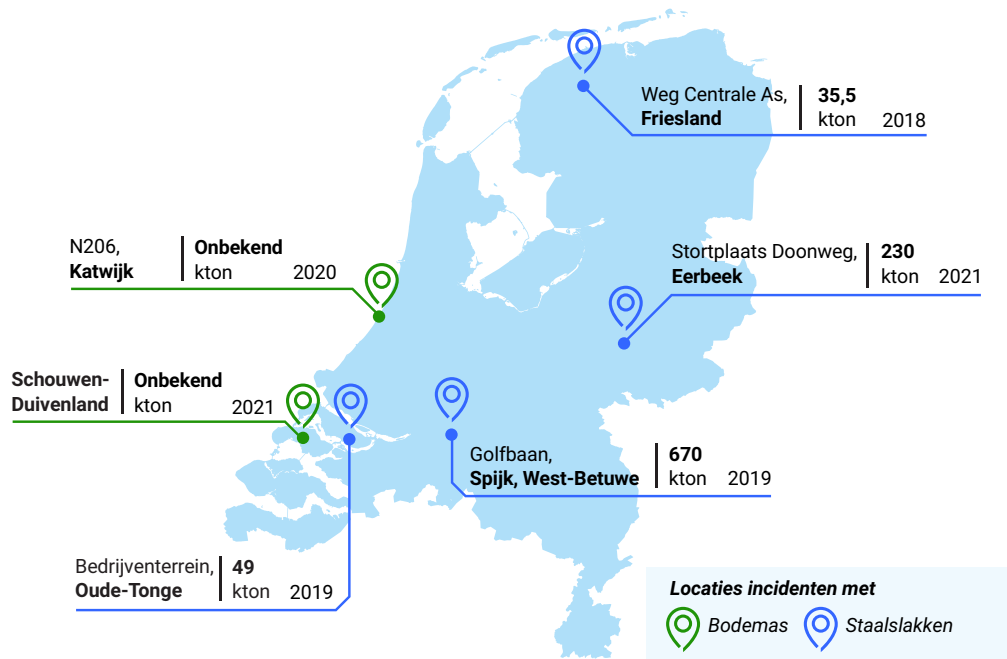 Weg Centrale As,
Friesland
35,5
kton 2018
N206,
Katwijk
Onbekend
kton 2020
Stortplaats Doonweg,
Eerbeek
230
kton 2021
Schouwen-
Duivenland
Onbekend
kton 2021
Golfbaan,
Spijk, West-Betuwe
670
kton 2019
Bedrijventerrein,
Oude-Tonge
49
kton 2019
Locaties incidenten met
Bodemas Staalslakken